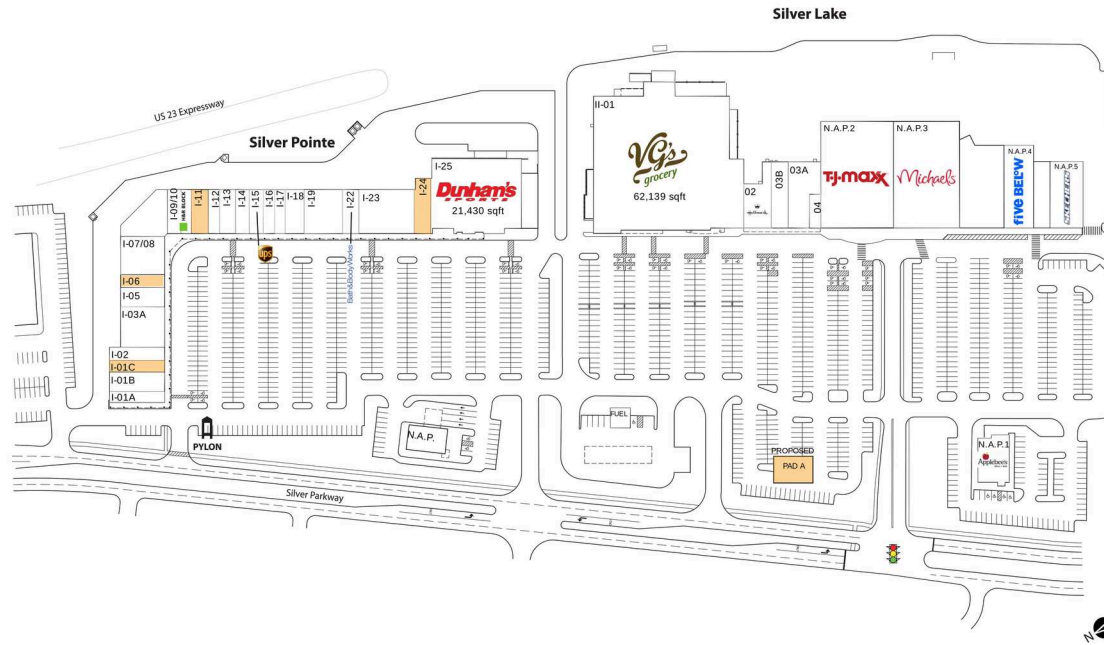 Silver Lake
US 23 Expressway
Silver Pointe
II-01
VG's
grocery
62,139 sqft
N.A.P.2
T·J·maxx
N.A.P.3
Michaels
N.A.P.4
five BELOW
N.A.P.5
SKECHERS
02
Hallmark
03B
03A
04
I-09/10
H&R BLOCK
I-11
I-12
I-13
I-14
I-15
I-16
I-17
I-18
I-19
I-22
I-23
I-24
I-25
Dunham's
SPORTS
21,430 sqft
ups
Bath&BodyWorks
I-07/08
I-06
I-05
I-03A
I-02
I-01C
I-01B
I-01A
PYLON
N.A.P.
FUEL
PROPOSED
PAD A
N.A.P.1
Applebee's
Silver Parkway
N